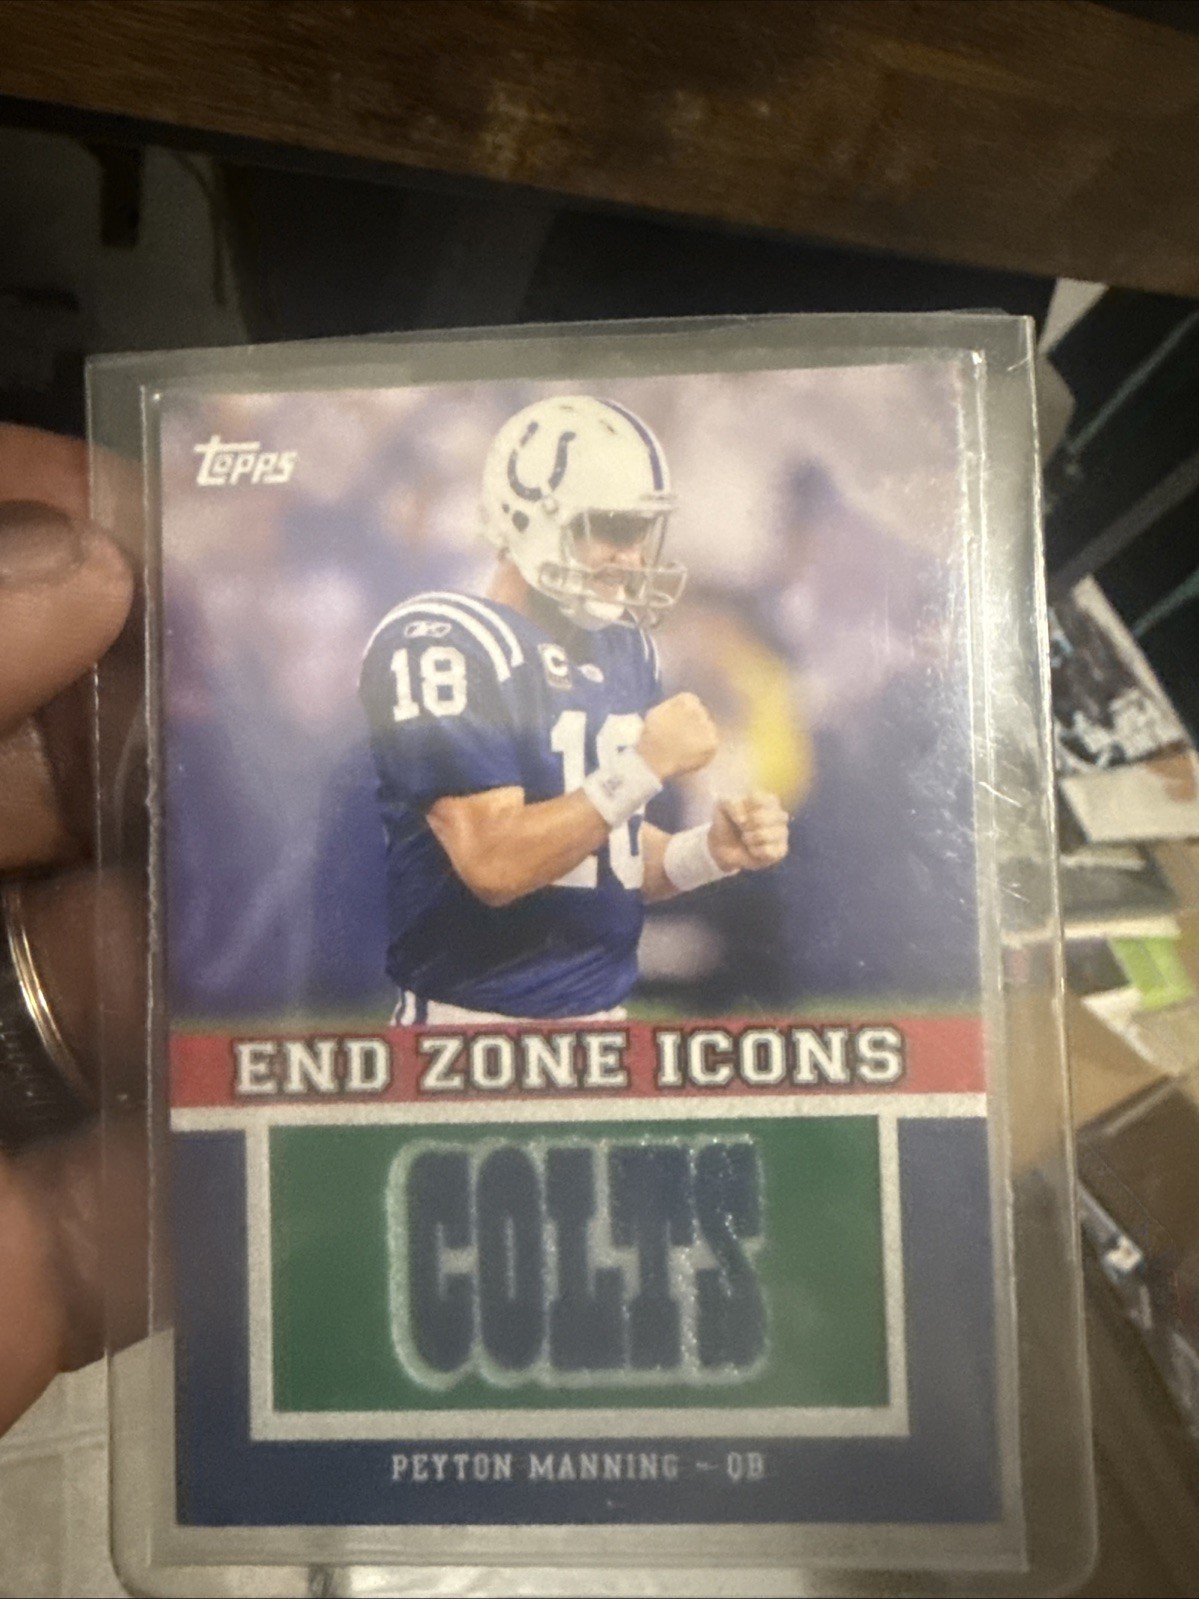 TOPPS
18
18
END ZONE ICONS
COLTS
PEYTON MANNING - QB